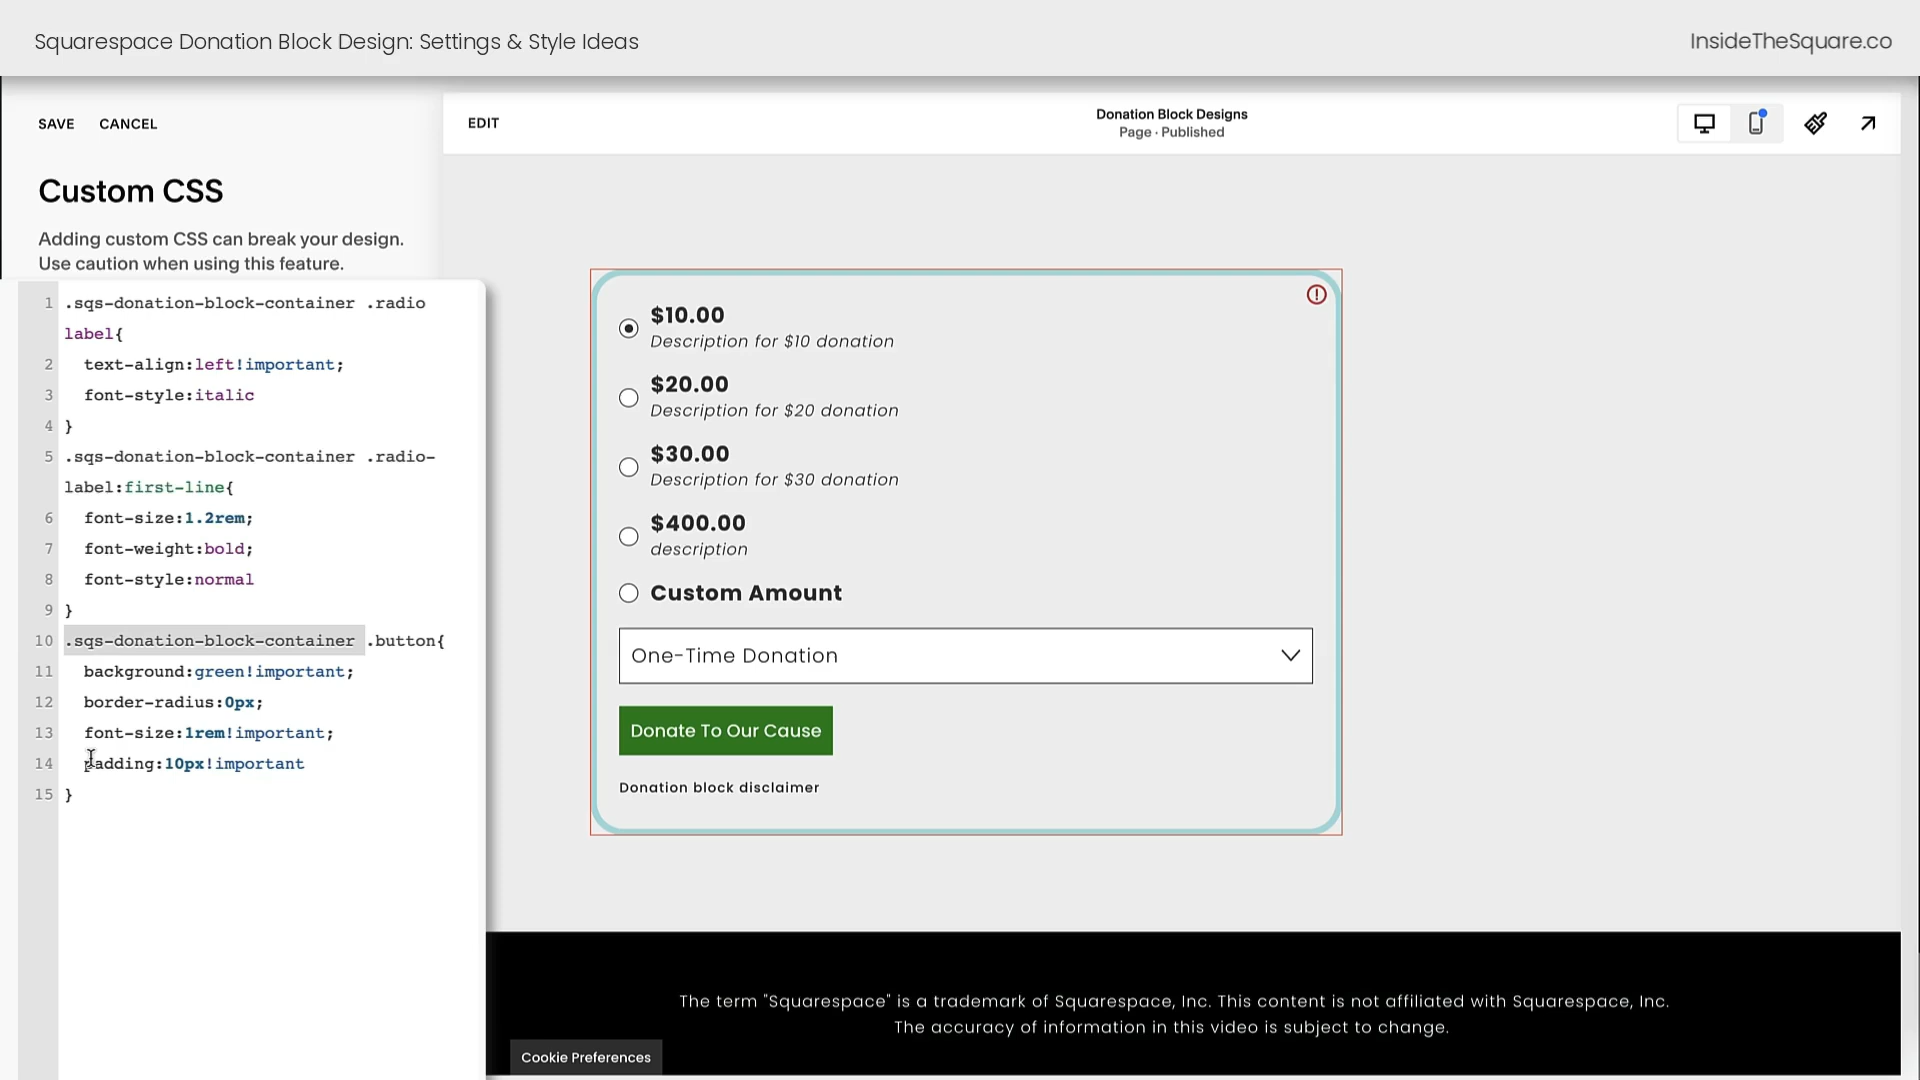 Squarespace Donation Block Design: Settings & Style Ideas
InsideTheSquare.co
SAVE CANCEL
EDIT
Donation Block Designs
Page · Published
Custom CSS
Adding custom CSS can break your design.
Use caution when using this feature.
1 .sqs-donation-block-container .radio
label{
2 text-align:left!important;
3 font-style:italic
4 }
5 .sqs-donation-block-container .radio-
label:first-line{
6 font-size:1.2rem;
7 font-weight:bold;
8 font-style:normal
9 }
10 .sqs-donation-block-container .button{
11 background:green!important;
12 border-radius:0px;
13 font-size:1rem!important;
14 padding:10px!important
15 }
$10.00
Description for $10 donation
$20.00
Description for $20 donation
$30.00
Description for $30 donation
$400.00
description
Custom Amount
One-Time Donation
Donate To Our Cause
Donation block disclaimer
The term "Squarespace" is a trademark of Squarespace, Inc. This content is not affiliated with Squarespace, Inc.
The accuracy of information in this video is subject to change.
Cookie Preferences